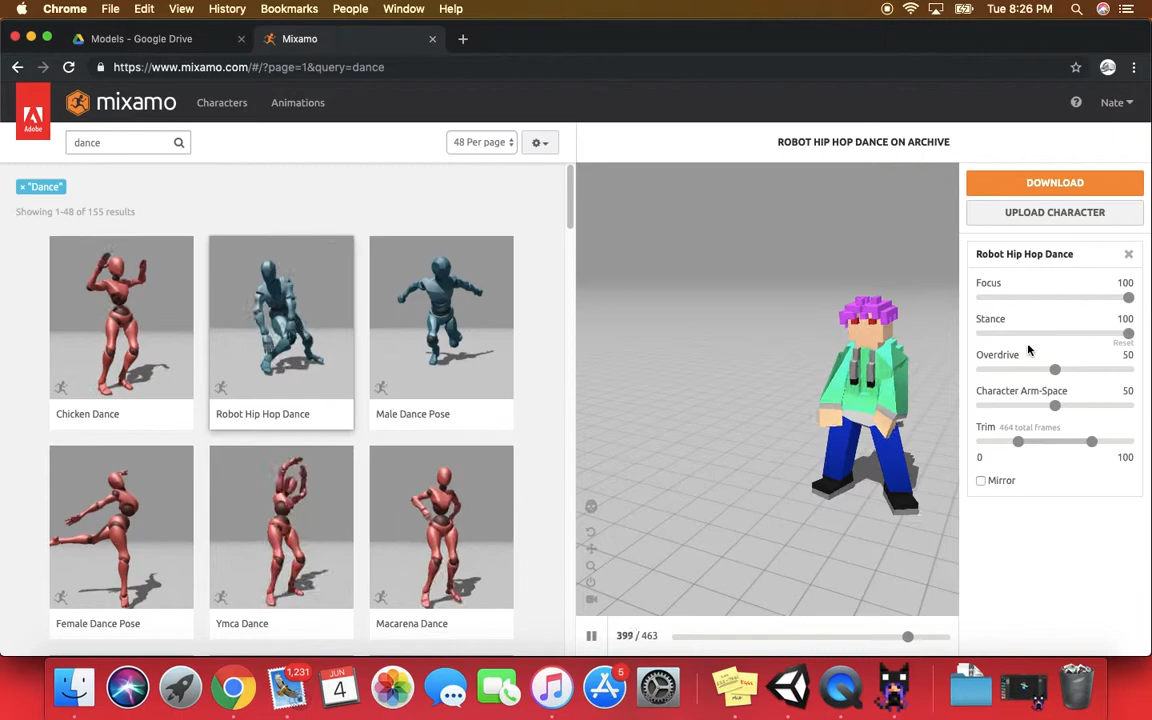 Chrome File Edit View History Bookmarks People Window Help Tue 8:26 PM
Models - Google Drive Mixamo
https://www.mixamo.com/#/?page=1&query=dance
Adobe mixamo Characters Animations Nate
dance 48 Per page ROBOT HIP HOP DANCE ON ARCHIVE
× "Dance" DOWNLOAD
Showing 1-48 of 155 results UPLOAD CHARACTER
Robot Hip Hop Dance
Focus 100
Stance 100
Reset
Overdrive 50
Character Arm-Space 50
Chicken Dance Robot Hip Hop Dance Male Dance Pose
Trim 464 total frames
0 100
Mirror
Female Dance Pose Ymca Dance Macarena Dance
399 / 463
1,231 JUN 4 5